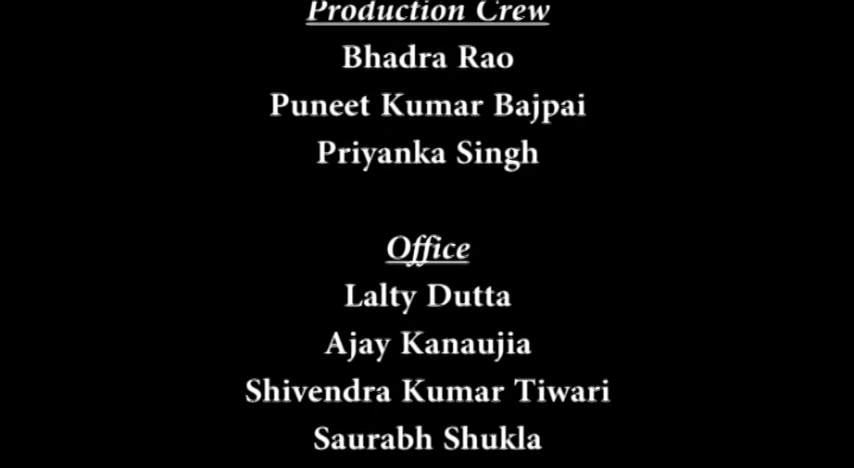 Production Crew
Bhadra Rao
Puneet Kumar Bajpai
Priyanka Singh
Office
Lalty Dutta
Ajay Kanaujia
Shivendra Kumar Tiwari
Saurabh Shukla